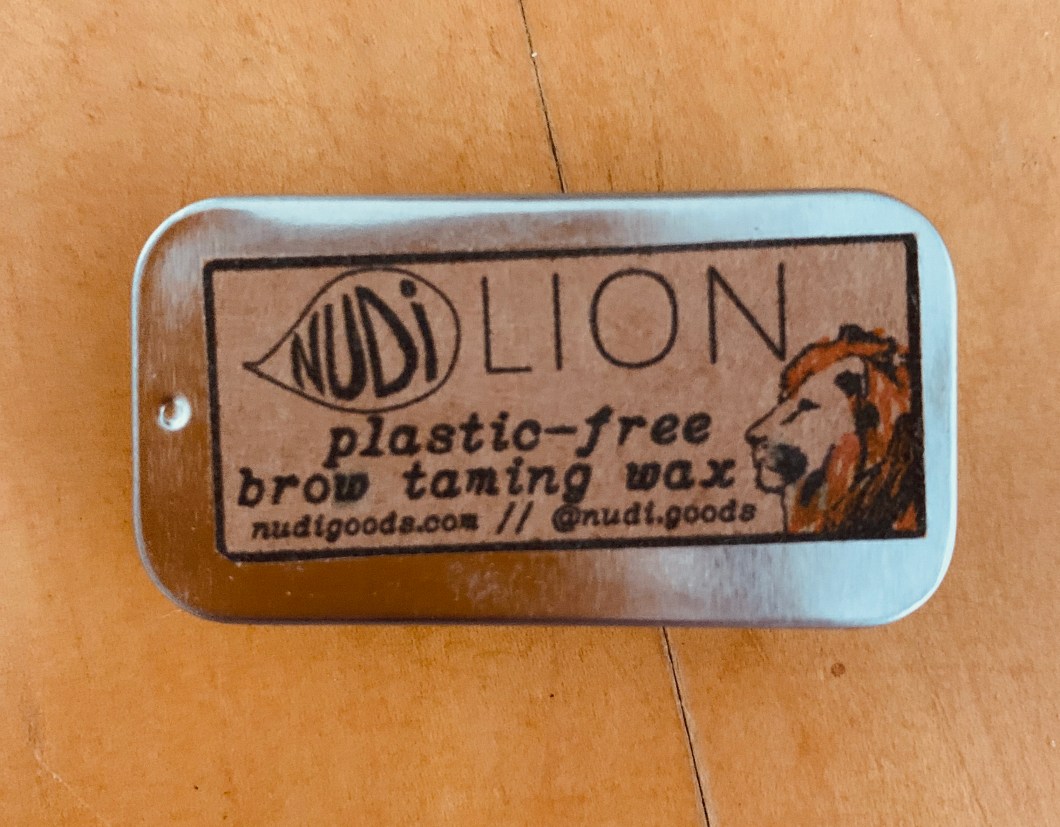 NUDi LION
plastic-free
brow taming wax
nudigoods.com // @nudi.goods